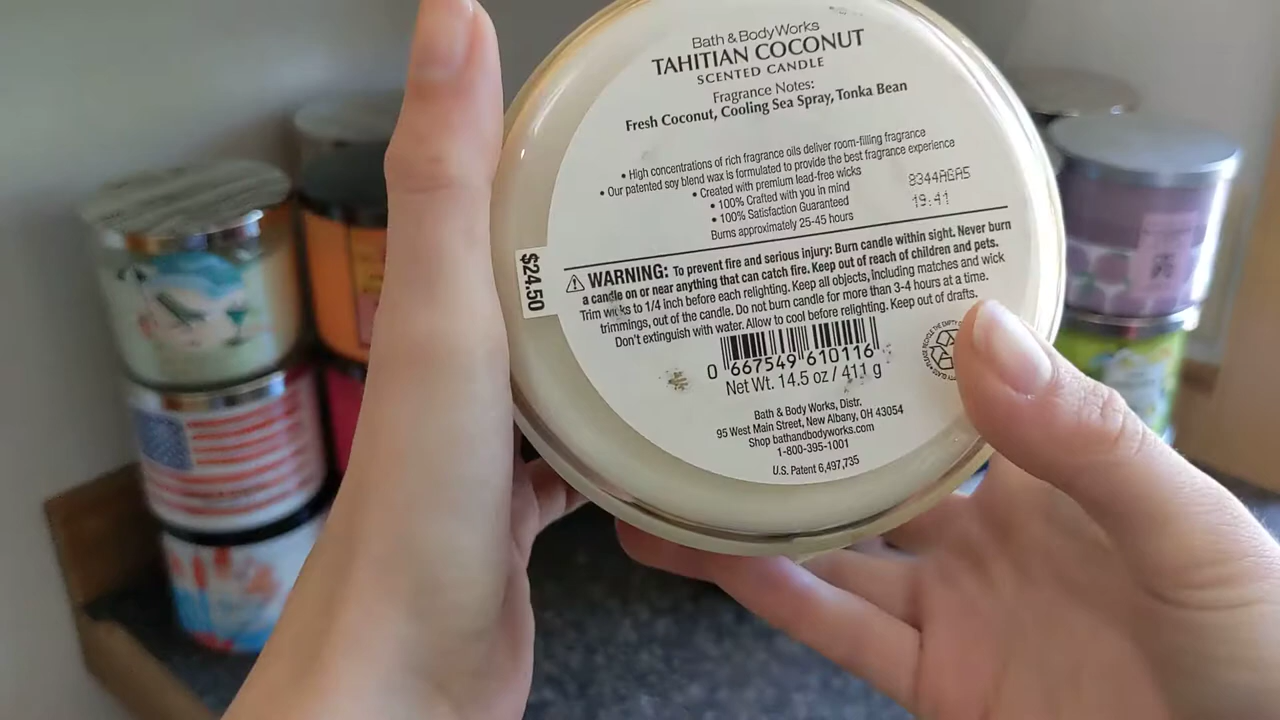 Bath & Body Works
TAHITIAN COCONUT
SCENTED CANDLE
Fragrance Notes:
Fresh Coconut, Cooling Sea Spray, Tonka Bean
• High concentrations of rich fragrance oils deliver room-filling fragrance
• Our patented soy blend wax is formulated to provide the best fragrance experience
• Created with premium lead-free wicks
• 100% Crafted with you in mind
• 100% Satisfaction Guaranteed
Burns approximately 25-45 hours
8344AGA5
19:41
$24.50
WARNING: To prevent fire and serious injury: Burn candle within sight. Never burn
a candle on or near anything that can catch fire. Keep out of reach of children and pets.
Trim wicks to 1/4 inch before each relighting. Keep all objects, including matches and wick
trimmings, out of the candle. Do not burn candle for more than 3-4 hours at a time.
Don't extinguish with water. Allow to cool before relighting. Keep out of drafts.
0 667549 610116
Net Wt. 14.5 oz / 411 g
Bath & Body Works, Distr.
95 West Main Street, New Albany, OH 43054
Shop bathandbodyworks.com
1-800-395-1001
U.S. Patent 6,497,735